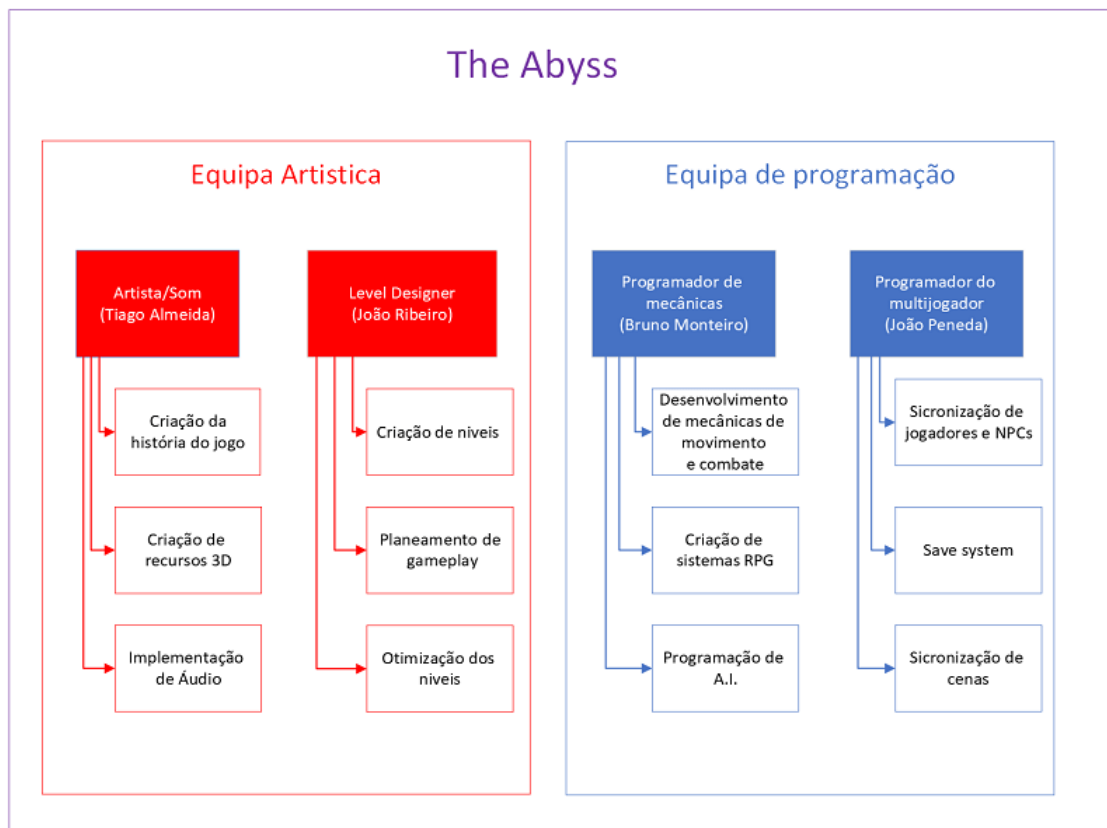 The Abyss
Equipa Artistica
Artista/Som
(Tiago Almeida)
Criação da
história do jogo
Criação de
recursos 3D
Implementação
de Áudio
Level Designer
(João Ribeiro)
Criação de niveis
Planeamento de
gameplay
Otimização dos
niveis
Equipa de programação
Programador de
mecânicas
(Bruno Monteiro)
Desenvolvimento
de mecânicas de
movimento
e combate
Criação de
sistemas RPG
Programação de
A.I.
Programador do
multijogador
(João Peneda)
Sicronização de
jogadores e NPCs
Save system
Sicronização de
cenas